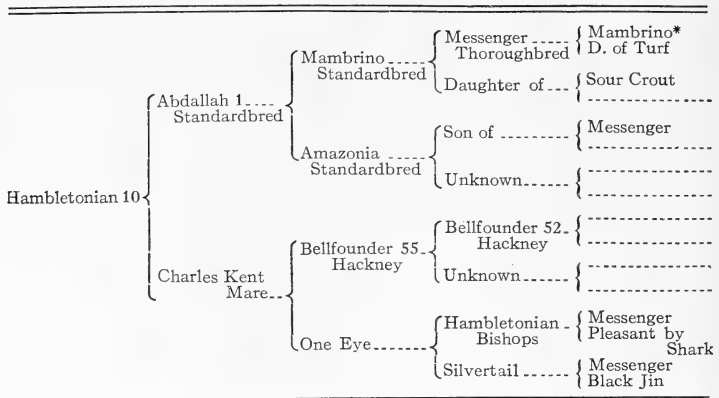 Messenger ---- Mambrino*
Thoroughbred D. of Turf
Mambrino
Standardbred
Daughter of --- Sour Crout
Abdallah 1 ----
Standardbred
Son of -------- Messenger
Amazonia -----
Standardbred
Unknown
Hambletonian 10
Bellfounder 52-
Hackney
Bellfounder 55-
Hackney
Unknown
Charles Kent
Mare
Hambletonian - Messenger
Bishops Pleasant by
Shark
One Eye
Silvertail ------ Messenger
Black Jin